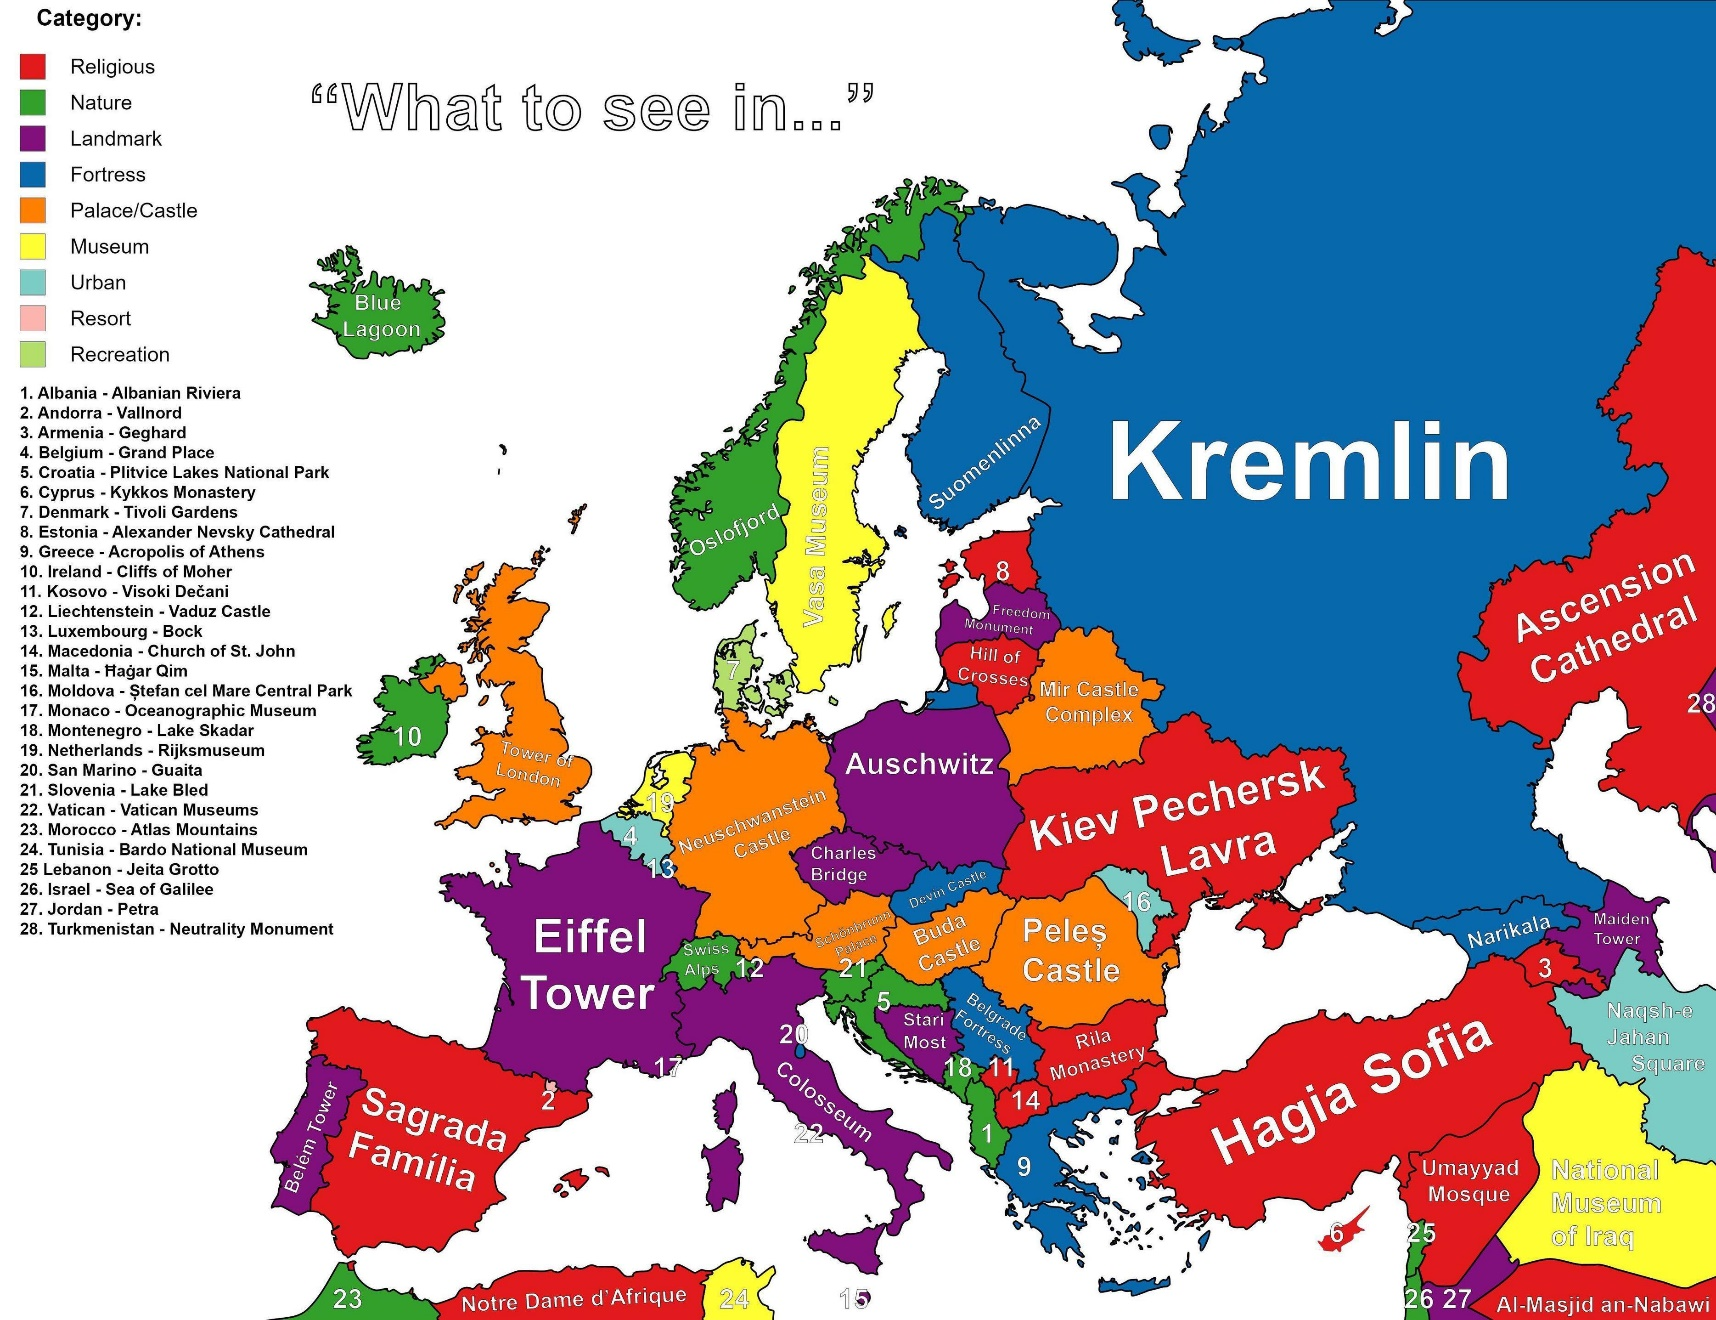 Category:
Religious
Nature
Landmark
Fortress
Palace/Castle
Museum
Urban
Resort
Recreation
“What to see in...”
1. Albania - Albanian Riviera
2. Andorra - Vallnord
3. Armenia - Geghard
4. Belgium - Grand Place
5. Croatia - Plitvice Lakes National Park
6. Cyprus - Kykkos Monastery
7. Denmark - Tivoli Gardens
8. Estonia - Alexander Nevsky Cathedral
9. Greece - Acropolis of Athens
10. Ireland - Cliffs of Moher
11. Kosovo - Visoki Dečani
12. Liechtenstein - Vaduz Castle
13. Luxembourg - Bock
14. Macedonia - Church of St. John
15. Malta - Ħaġar Qim
16. Moldova - Ștefan cel Mare Central Park
17. Monaco - Oceanographic Museum
18. Montenegro - Lake Skadar
19. Netherlands - Rijksmuseum
20. San Marino - Guaita
21. Slovenia - Lake Bled
22. Vatican - Vatican Museums
23. Morocco - Atlas Mountains
24. Tunisia - Bardo National Museum
25 Lebanon - Jeita Grotto
26. Israel - Sea of Galilee
27. Jordan - Petra
28. Turkmenistan - Neutrality Monument
Blue
Lagoon
Kremlin
Suomenlinna
Vasa Museum
Oslofjord
8
Freedom
Monument
Hill of
Crosses
Mir Castle
Complex
Ascension
Cathedral
28
7
10
Tower of
London
19
4
13
Neuschwanstein
Castle
Auschwitz
Kiev Pechersk
Lavra
Charles
Bridge
Devin Castle
16
Schönbrunn
Palace
Buda
Castle
Peleș
Castle
Eiffel
Tower
Swiss
Alps
12
21
5
Narikala
Maiden
Tower
3
Stari
Most
Belgrade
Fortress
Naqsh-e
Jahan
Square
20
17
18
11
Rila
Monastery
Hagia Sofia
2
14
Colosseum
22
1
9
Sagrada
Família
Belém Tower
Umayyad
Mosque
National
Museum
of Iraq
6
25
23
Notre Dame d’Afrique
24
15
26
27
Al-Masjid an-Nabawi